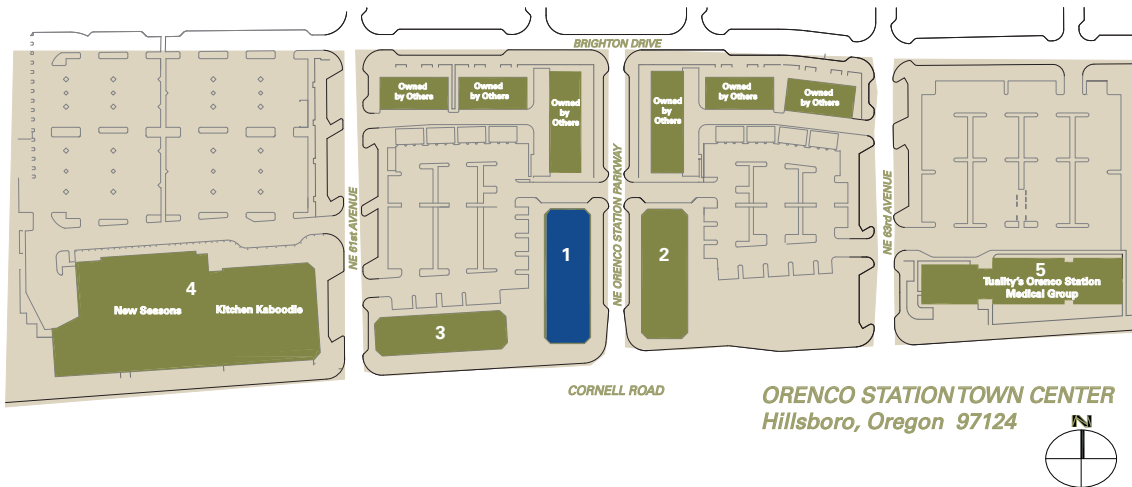 BRIGHTON DRIVE
Owned
by Others
Owned
by Others
Owned
by
Others
Owned
by
Others
Owned
by Others
Owned
by Others
NE 61st AVENUE
NE ORENCO STATION PARKWAY
NE 63rd AVENUE
1
2
3
4
New Seasons
Kitchen Kaboodle
5
Tuality's Orenco Station
Medical Group
CORNELL ROAD
ORENCO STATION TOWN CENTER
Hillsboro, Oregon 97124
N